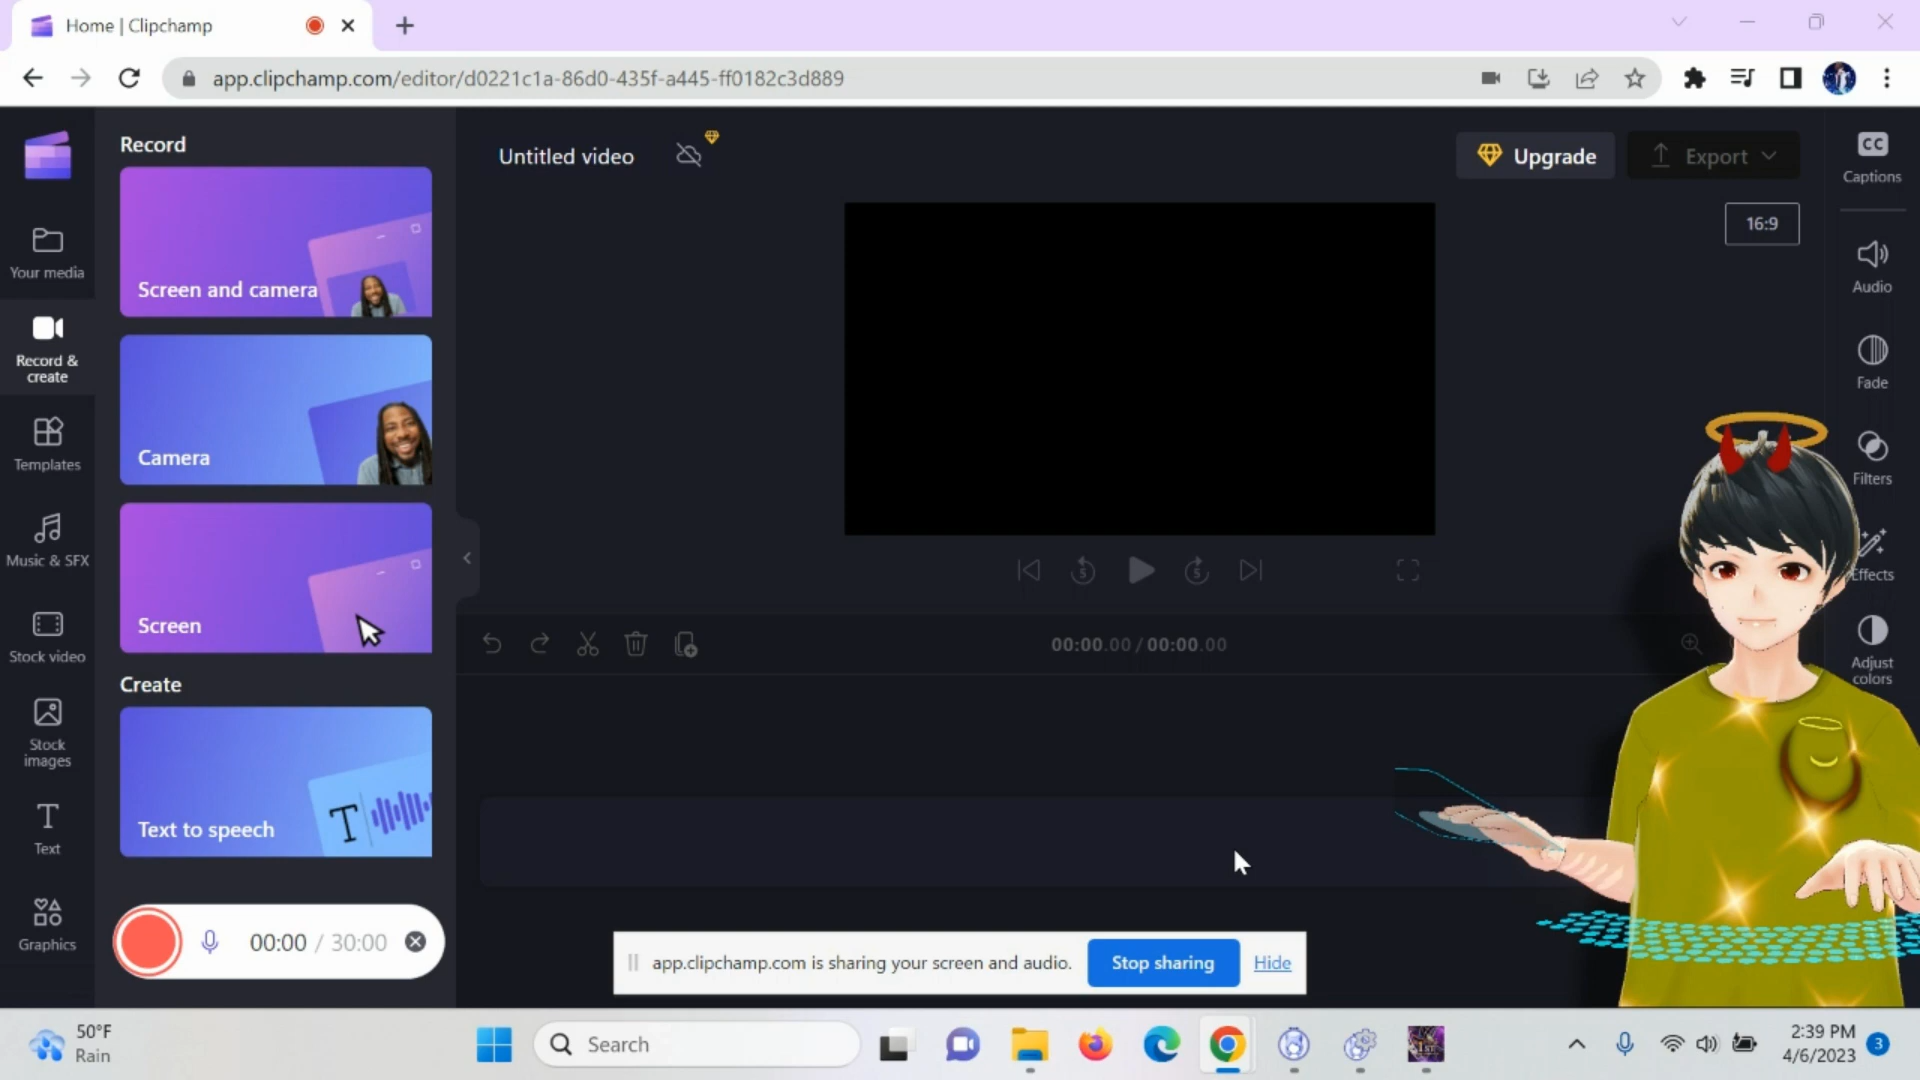 Home | Clipchamp
app.clipchamp.com/editor/d0221c1a-86d0-435f-a445-ff0182c3d889
Your media
Record &
create
Templates
Music & SFX
Stock video
Stock
images
T
Text
Graphics
Record
Screen and camera
Camera
Screen
Create
Text to speech
T
00:00 / 30:00
Untitled video
Upgrade
Export
16:9
5
5
00:00.00 / 00:00.00
CC
Captions
Audio
Fade
Filters
Effects
Adjust
colors
app.clipchamp.com is sharing your screen and audio.
Stop sharing
Hide
50°F
Rain
Search
2:39 PM
4/6/2023
3